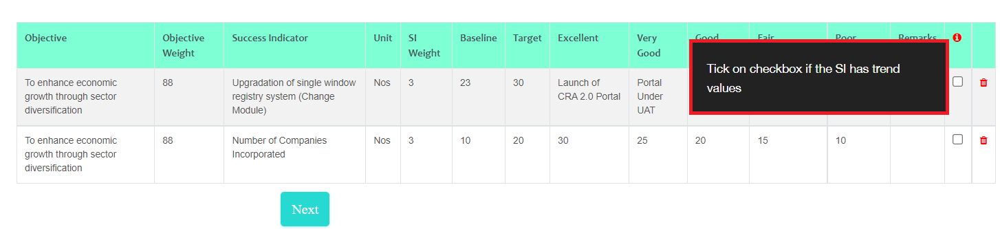 Objective Objective Weight Success Indicator Unit SI Weight Baseline Target Excellent Very Good Good Fair Poor Remarks
Tick on checkbox if the SI has trend
values
To enhance economic
growth through sector
diversification
88
Upgradation of single window
registry system (Change
Module)
Nos
3
23
30
Launch of
CRA 2.0 Portal
Portal
Under
UAT
To enhance economic
growth through sector
diversification
88
Number of Companies
Incorporated
Nos
3
10
20
30
25
20
15
10
Next